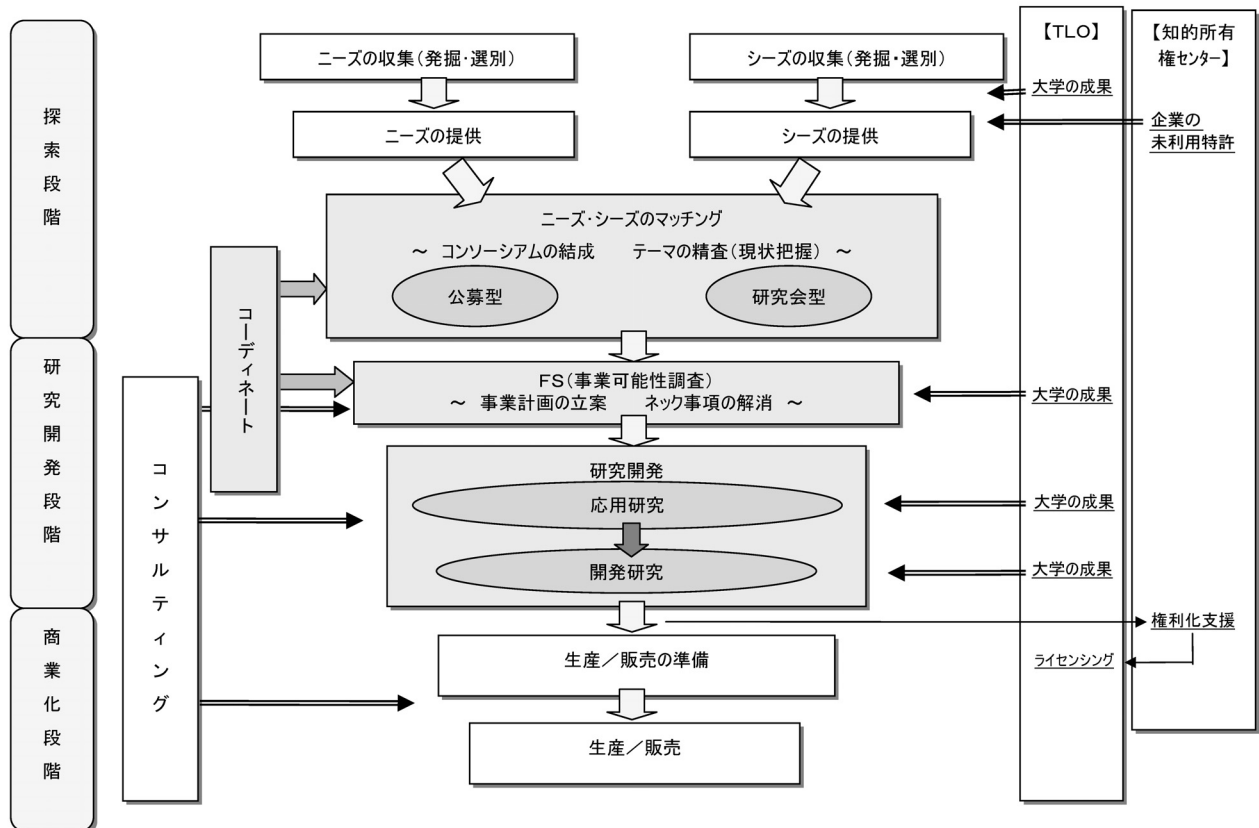 探索段階
研究開発段階
商業化段階
コンサルティング
コーディネート
ニーズの収集(発掘・選別)
シーズの収集(発掘・選別)
ニーズの提供
シーズの提供
ニーズ・シーズのマッチング
~ コンソーシアムの結成 テーマの精査(現状把握) ~
公募型
研究会型
FS(事業可能性調査)
~ 事業計画の立案 ネック事項の解消 ~
研究開発
応用研究
開発研究
生産/販売の準備
生産/販売
【TLO】
大学の成果
大学の成果
大学の成果
大学の成果
ライセンシング
【知的所有
権センター】
企業の
未利用特許
権利化支援